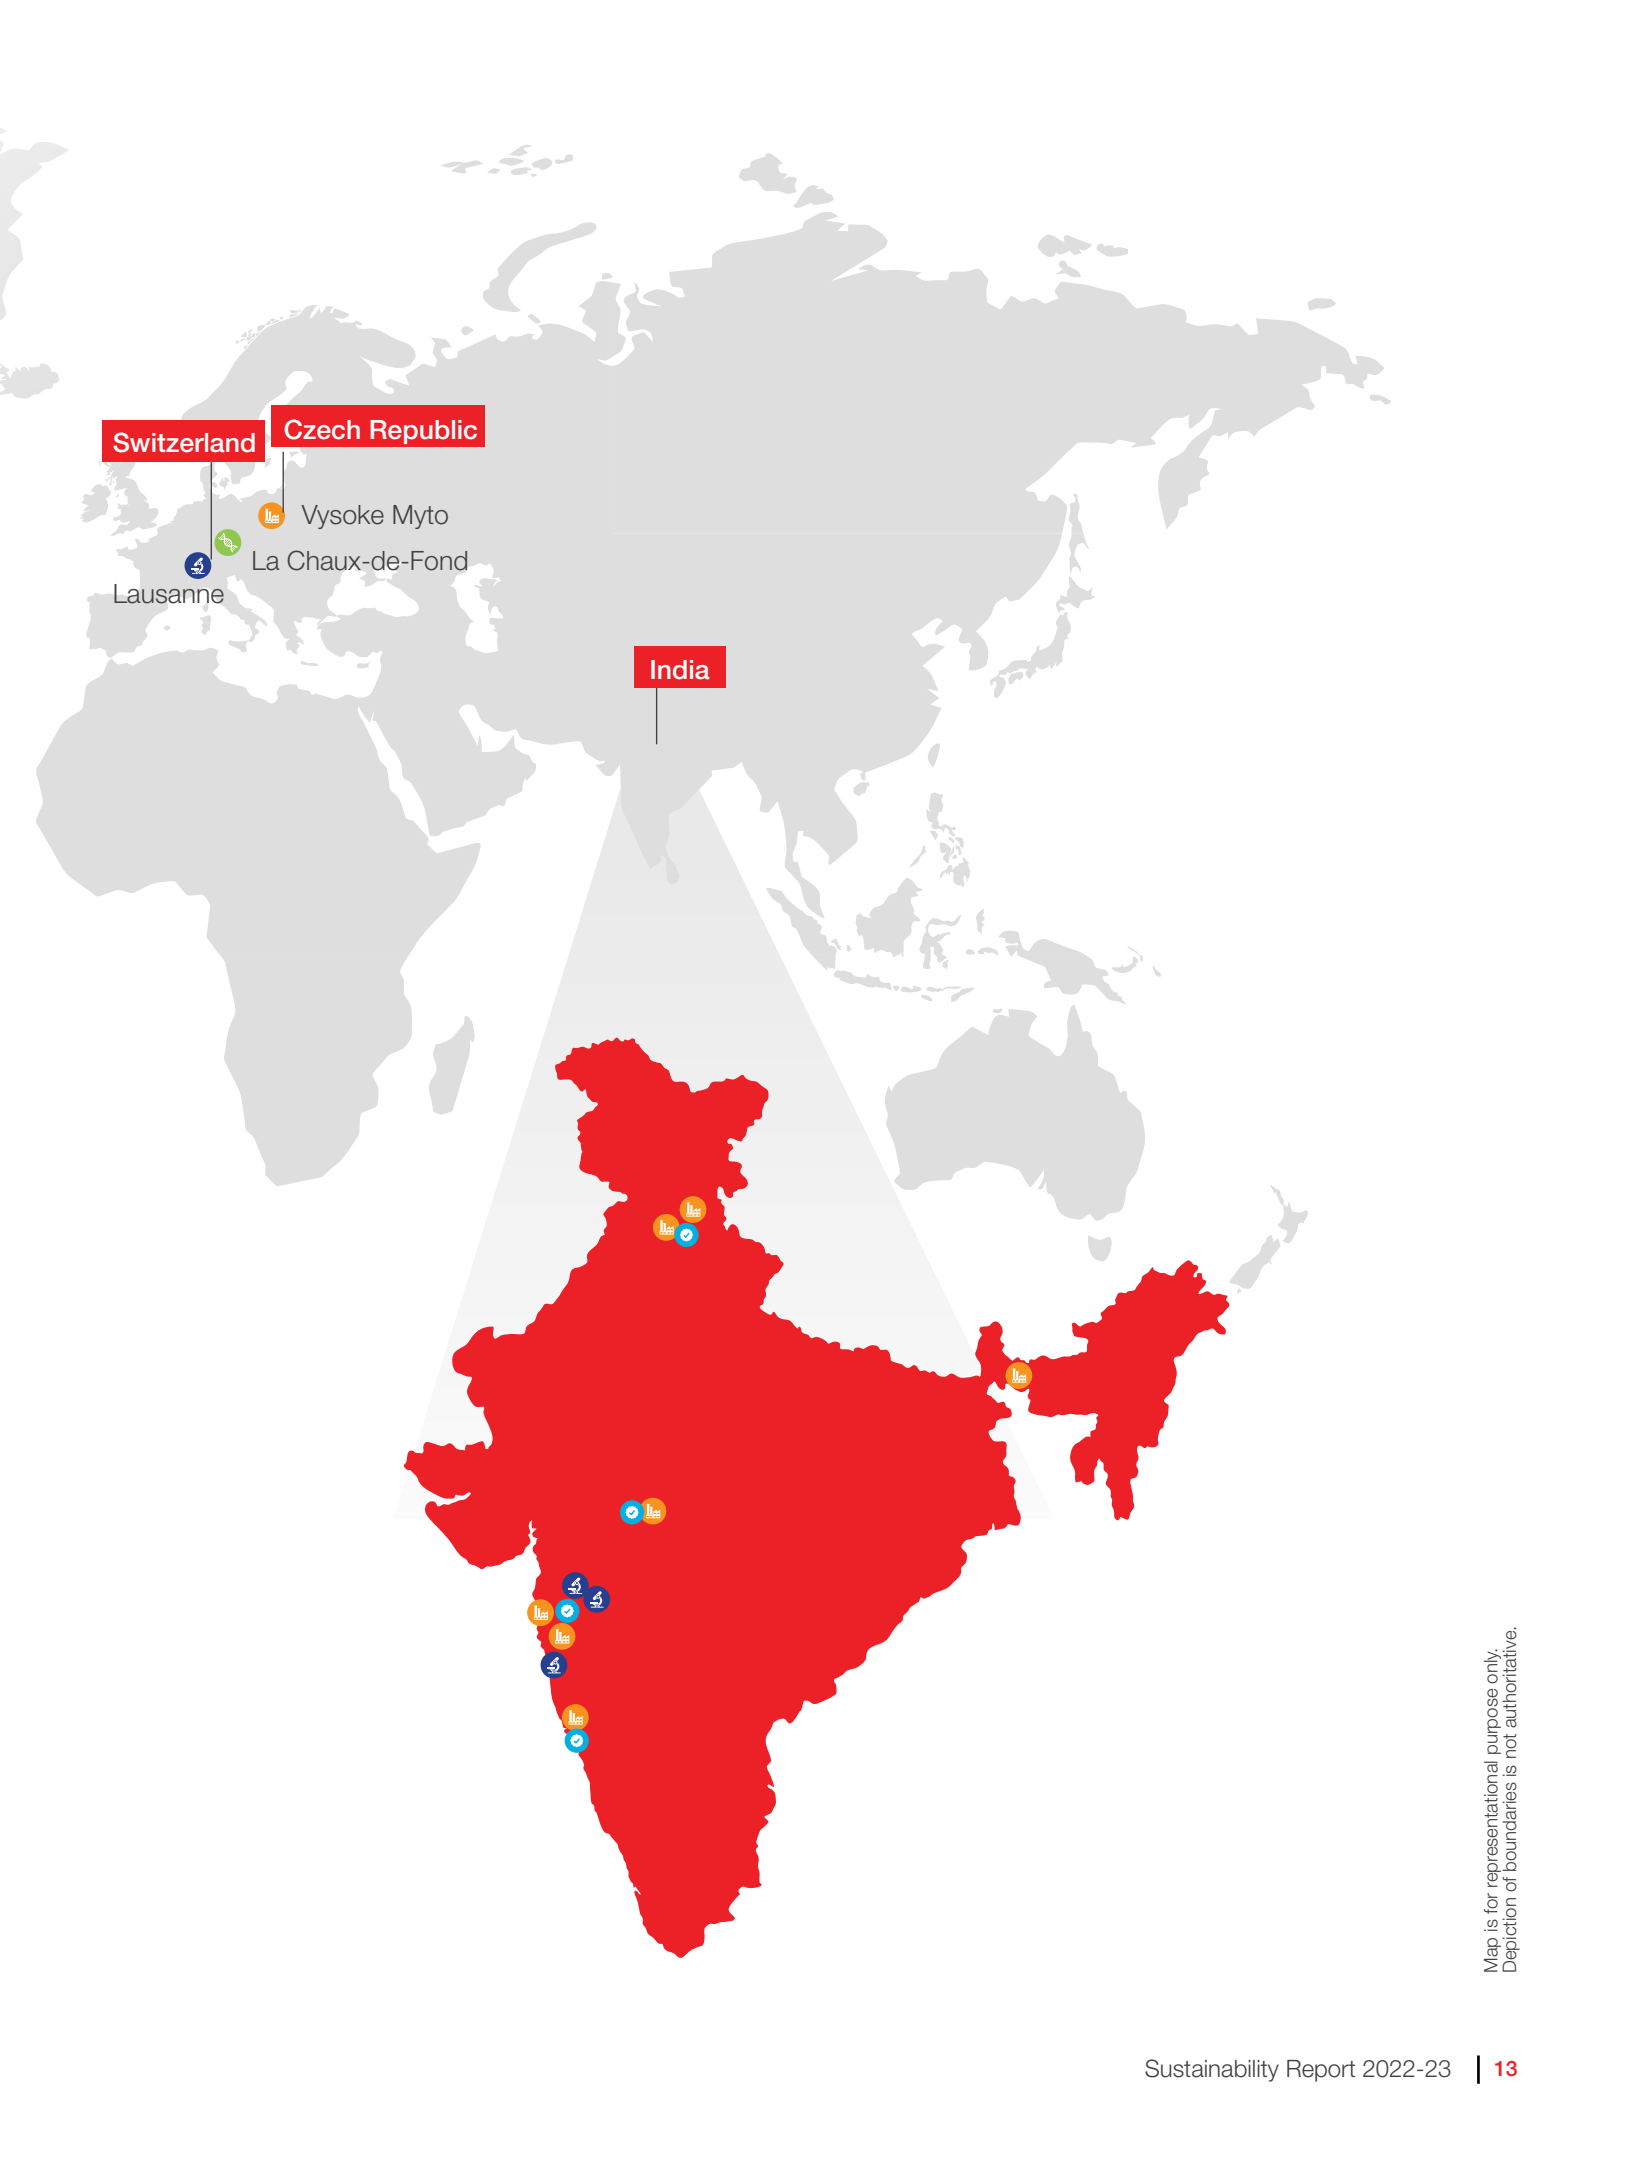 Switzerland
Czech Republic
Vysoke Myto
La Chaux-de-Fond
Lausanne
India
Map is for representational purpose only.
Depiction of boundaries is not authoritative.
Sustainability Report 2022-23
13